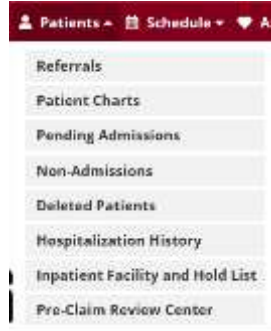 Patients Schedule A
Referrals
Patient Charts
Pending Admissions
Non-Admissions
Deleted Patients
Hospitalization History
Inpatient Facility and Hold List
Pre-Claim Review Center